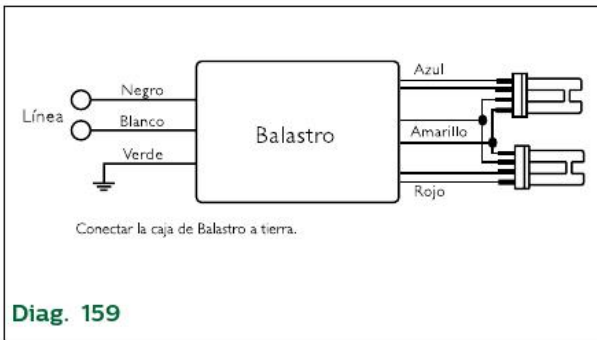 Línea
Negro
Blanco
Verde
Balastro
Azul
Amarillo
Rojo
Conectar la caja de Balastro a tierra.
Diag. 159